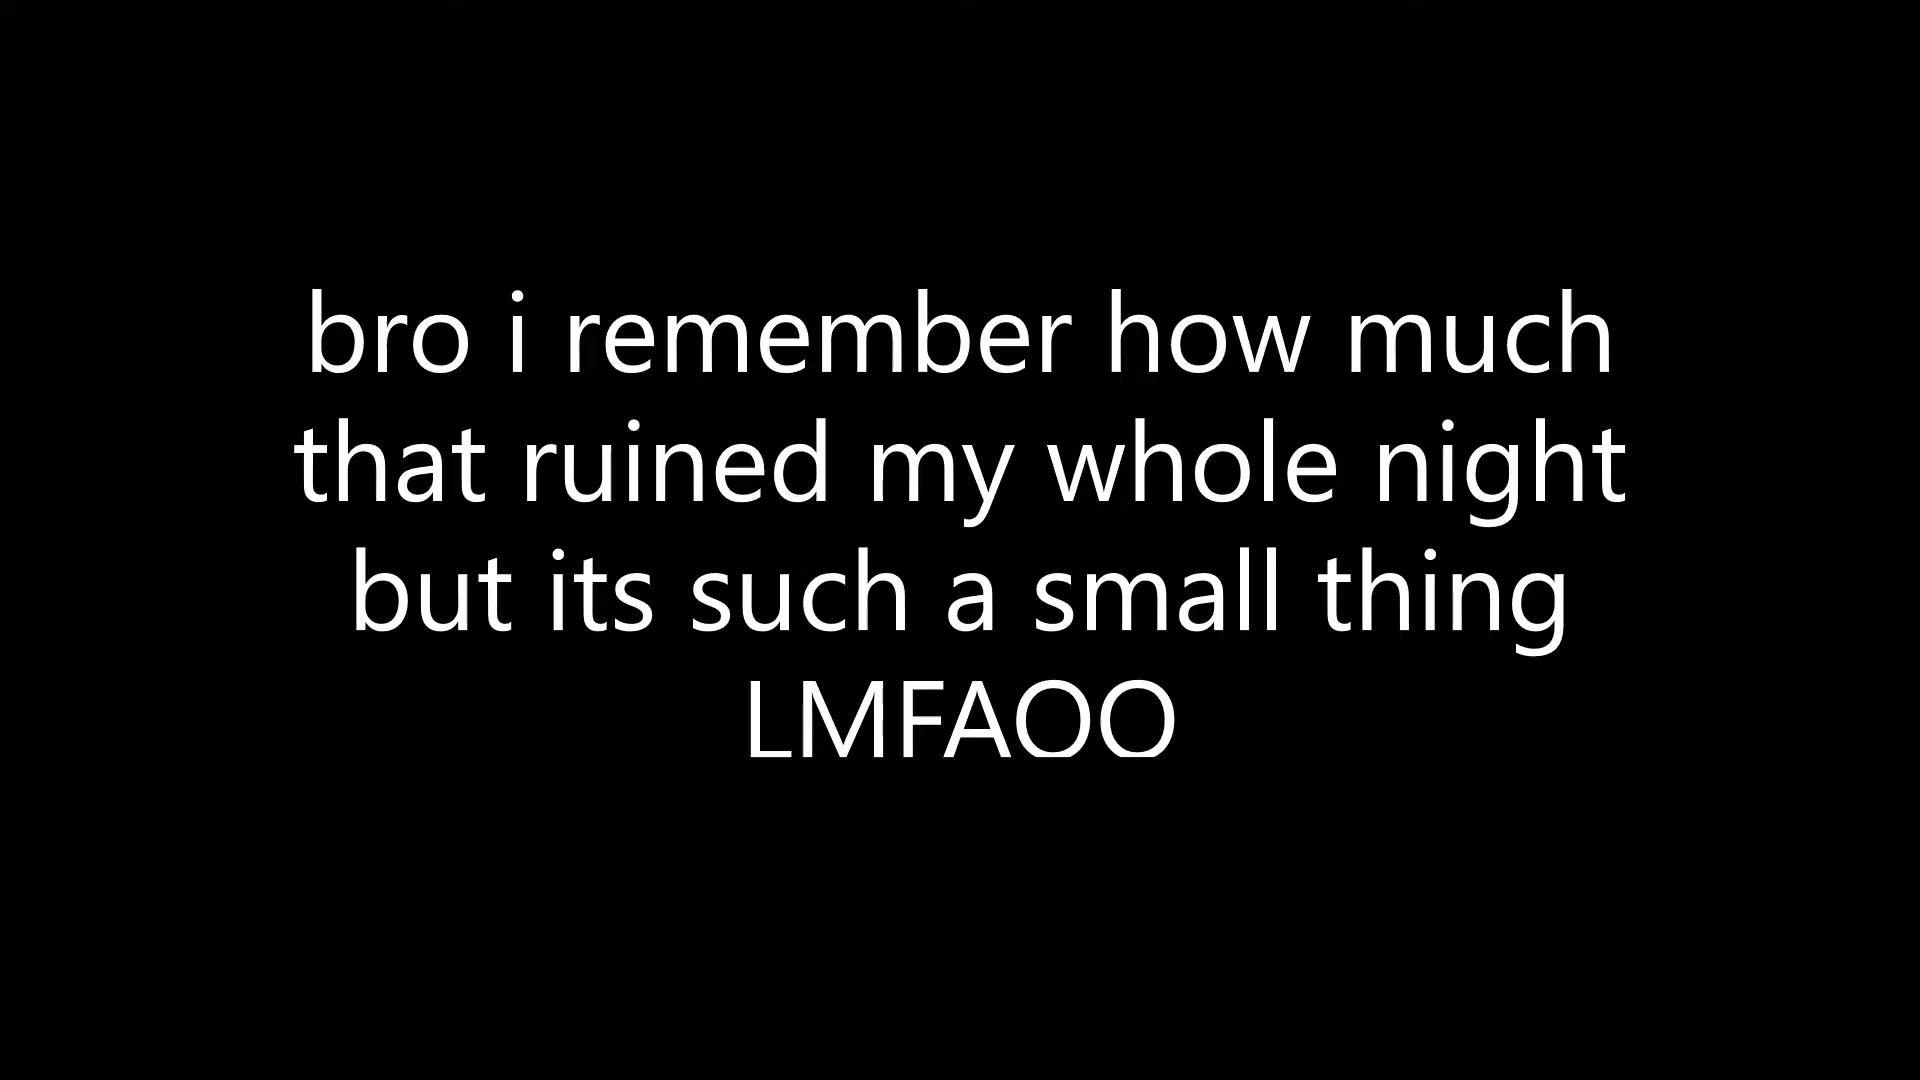 bro i remember how much
that ruined my whole night
but its such a small thing
LMFAOO